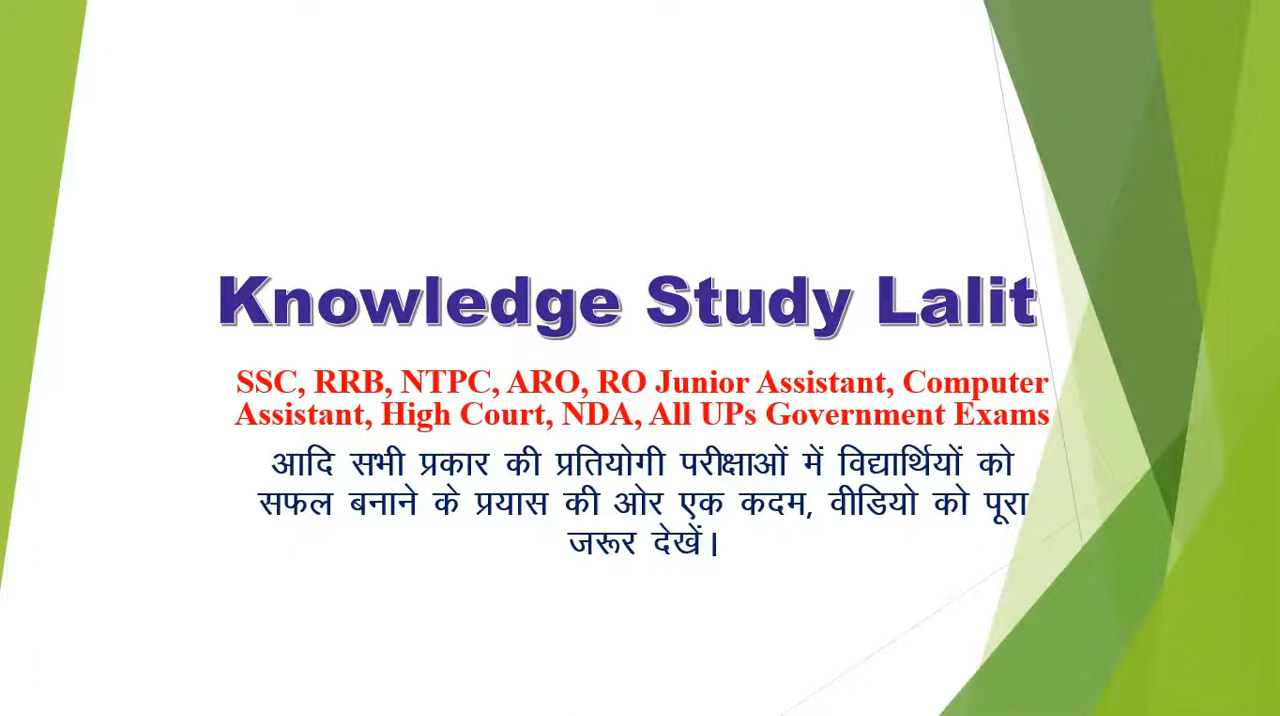 Knowledge Study Lalit
SSC, RRB, NTPC, ARO, RO Junior Assistant, Computer
Assistant, High Court, NDA, All UPs Government Exams
आदि सभी प्रकार की प्रतियोगी परीक्षाओं में विद्यार्थियों को
सफल बनाने के प्रयास की ओर एक कदम, वीडियो को पूरा
जरूर देखें।